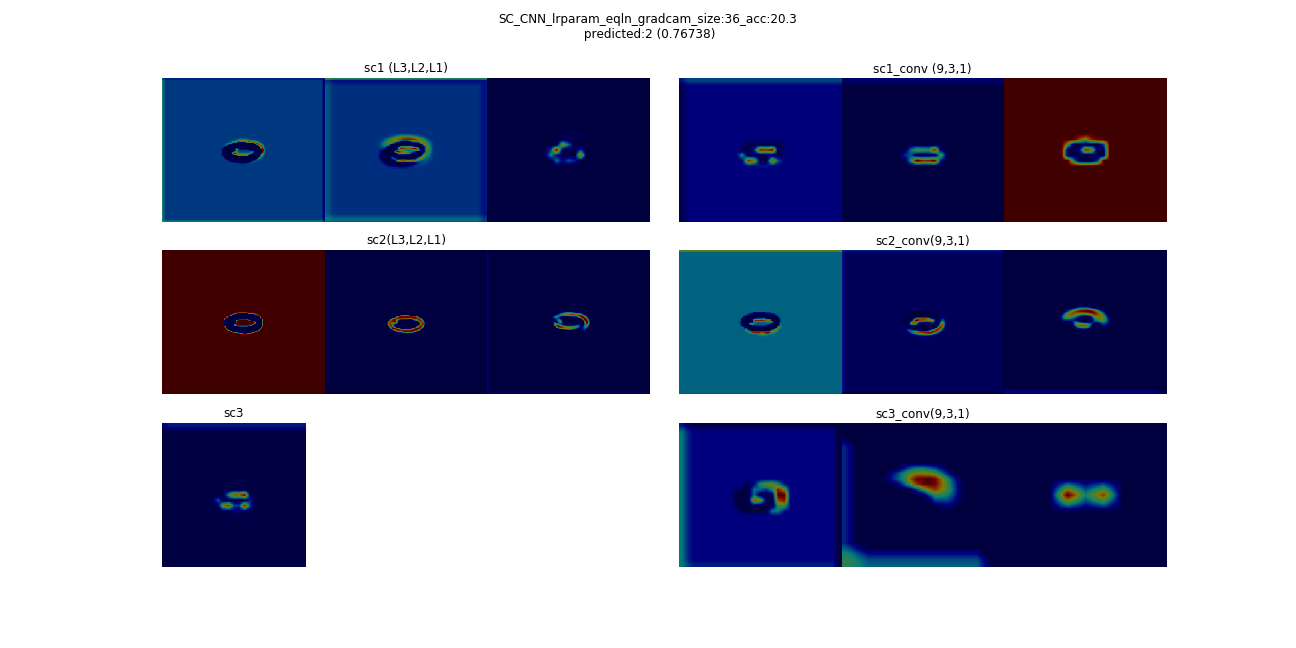 SC_CNN_lrparam_eqln_gradcam_size:36_acc:20.3
predicted:2 (0.76738)
sc1 (L3,L2,L1)
sc1_conv (9,3,1)
sc2(L3,L2,L1)
sc2_conv(9,3,1)
sc3
sc3_conv(9,3,1)